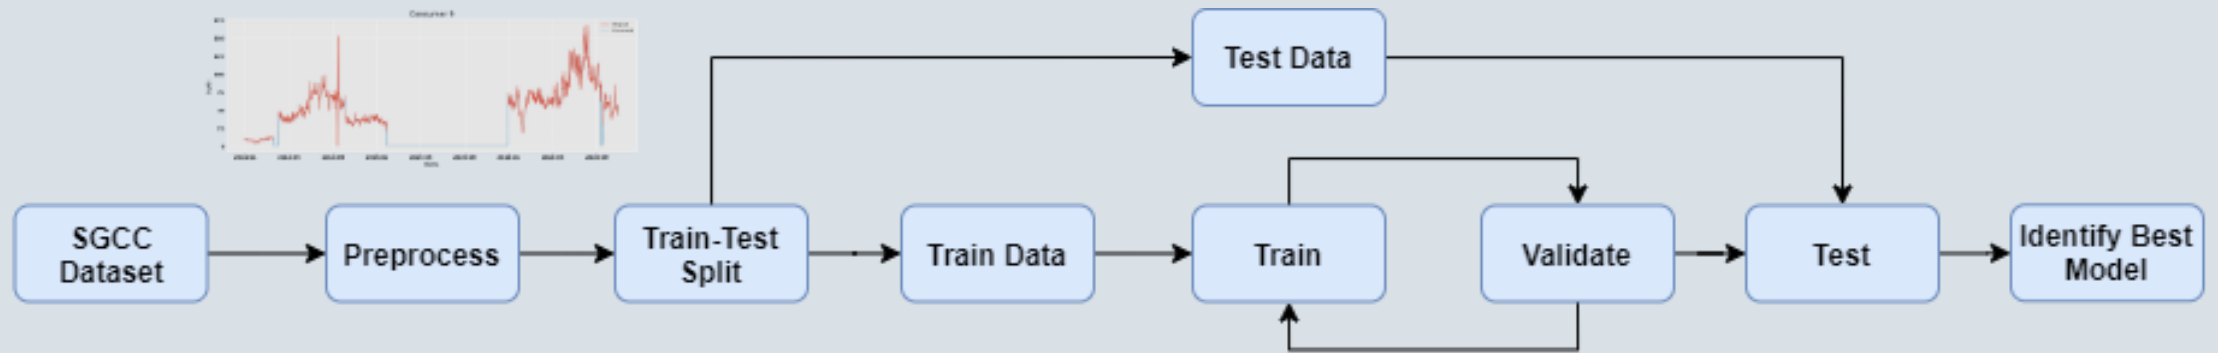 Test Data
SGCC
Dataset
Preprocess
Train-Test
Split
Train Data
Train
Validate
Test
Identify Best
Model